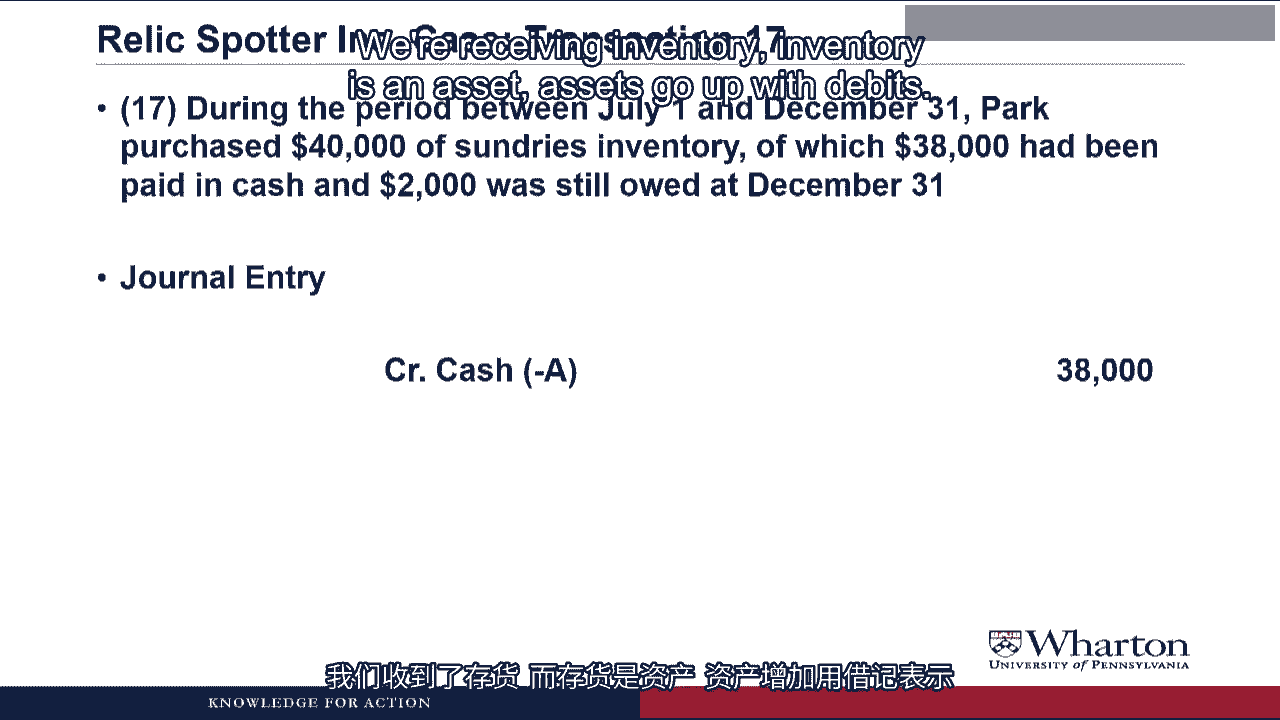 Relic Spotter Inc. Case: Transaction 17
We're receiving inventory, inventory
is an asset, assets go up with debits.
• (17) During the period between July 1 and December 31, Park
purchased $40,000 of sundries inventory, of which $38,000 had been
paid in cash and $2,000 was still owed at December 31
• Journal Entry
Cr. Cash (-A) 38,000
Wharton
UNIVERSITY of PENNSYLVANIA
我们收到了存货 而存货是资产 资产增加用借记表示
KNOWLEDGE FOR ACTION